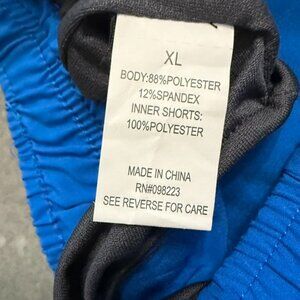 XL
BODY:88%POLYESTER
12%SPANDEX
INNER SHORTS:
100%POLYESTER
MADE IN CHINA
RN#098223
SEE REVERSE FOR CARE